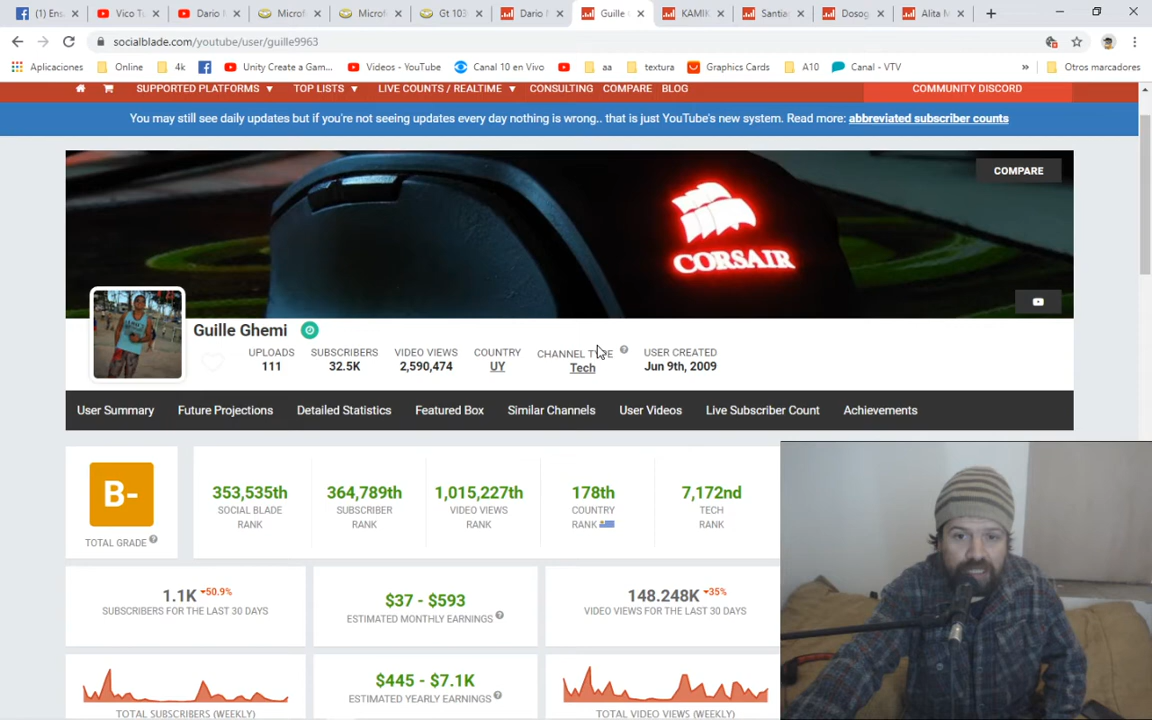 (1) Ens
Vico Tu
Dario
Microf
Microf
Gt 103
Dario
Guille
KAMIK
Santia
Dosog
Alita M
socialblade.com/youtube/user/guille9963
Aplicaciones
Online
4k
Unity Create a Gam...
Videos - YouTube
Canal 10 en Vivo
aa
textura
Graphics Cards
A10
Canal - VTV
»
Otros marcadores
SUPPORTED PLATFORMS
TOP LISTS
LIVE COUNTS / REALTIME
CONSULTING
COMPARE
BLOG
COMMUNITY DISCORD
You may still see daily updates but if you're not seeing updates every day nothing is wrong.. that is just YouTube's new system. Read more: abbreviated subscriber counts
COMPARE
CORSAIR
Guille Ghemi
UPLOADS
111
SUBSCRIBERS
32.5K
VIDEO VIEWS
2,590,474
COUNTRY
UY
CHANNEL TYPE
Tech
USER CREATED
Jun 9th, 2009
User Summary
Future Projections
Detailed Statistics
Featured Box
Similar Channels
User Videos
Live Subscriber Count
Achievements
B-
TOTAL GRADE
353,535th
SOCIAL BLADE
RANK
364,789th
SUBSCRIBER
RANK
1,015,227th
VIDEO VIEWS
RANK
178th
COUNTRY
RANK
7,172nd
TECH
RANK
1.1K 50.9%
SUBSCRIBERS FOR THE LAST 30 DAYS
$37 - $593
ESTIMATED MONTHLY EARNINGS
148.248K 35%
VIDEO VIEWS FOR THE LAST 30 DAYS
TOTAL SUBSCRIBERS (WEEKLY)
$445 - $7.1K
ESTIMATED YEARLY EARNINGS
TOTAL VIDEO VIEWS (WEEKLY)